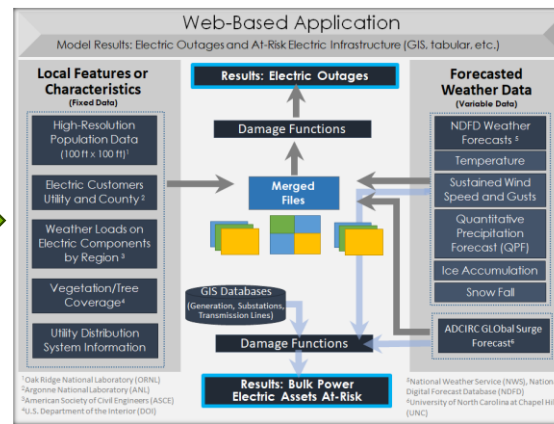 Web-Based Application
Model Results: Electric Outages and At-Risk Electric Infrastructure (GIS, tabular, etc.)
Local Features or
Characteristics
(Fixed Data)
High-Resolution
Population Data
(100 ft x 100 ft)¹
Electric Customers
Utility and County ²
Weather Loads on
Electric Components
by Region ³
Vegetation/Tree
Coverage⁴
Utility Distribution
System Information
¹Oak Ridge National Laboratory (ORNL)
²Argonne National Laboratory (ANL)
³American Society of Civil Engineers (ASCE)
⁴U.S. Department of the Interior (DOI)
Results: Electric Outages
Damage Functions
Merged
Files
GIS Databases
(Generation, Substations,
Transmission Lines)
Damage Functions
Results: Bulk Power
Electric Assets At-Risk
Forecasted
Weather Data
(Variable Data)
NDFD Weather
Forecasts ⁵
Temperature
Sustained Wind
Speed and Gusts
Quantitative
Precipitation
Forecast (QPF)
Ice Accumulation
Snow Fall
ADCIRC GLObal Surge
Forecast⁶
⁵National Weather Service (NWS), Nation
Digital Forecast Database (NDFD)
⁶University of North Carolina at Chapel Hill
(UNC)